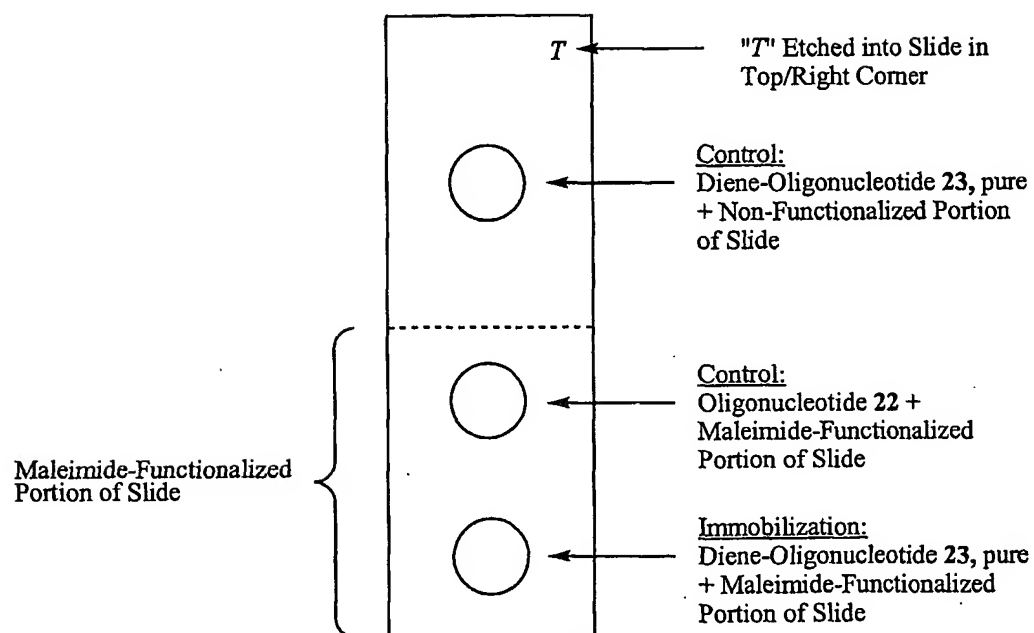 T
"T" Etched into Slide in
Top/Right Corner
Control:
Diene-Oligonucleotide 23, pure
+ Non-Functionalized Portion
of Slide
Control:
Oligonucleotide 22 +
Maleimide-Functionalized
Portion of Slide
Maleimide-Functionalized
Portion of Slide
Immobilization:
Diene-Oligonucleotide 23, pure
+ Maleimide-Functionalized
Portion of Slide